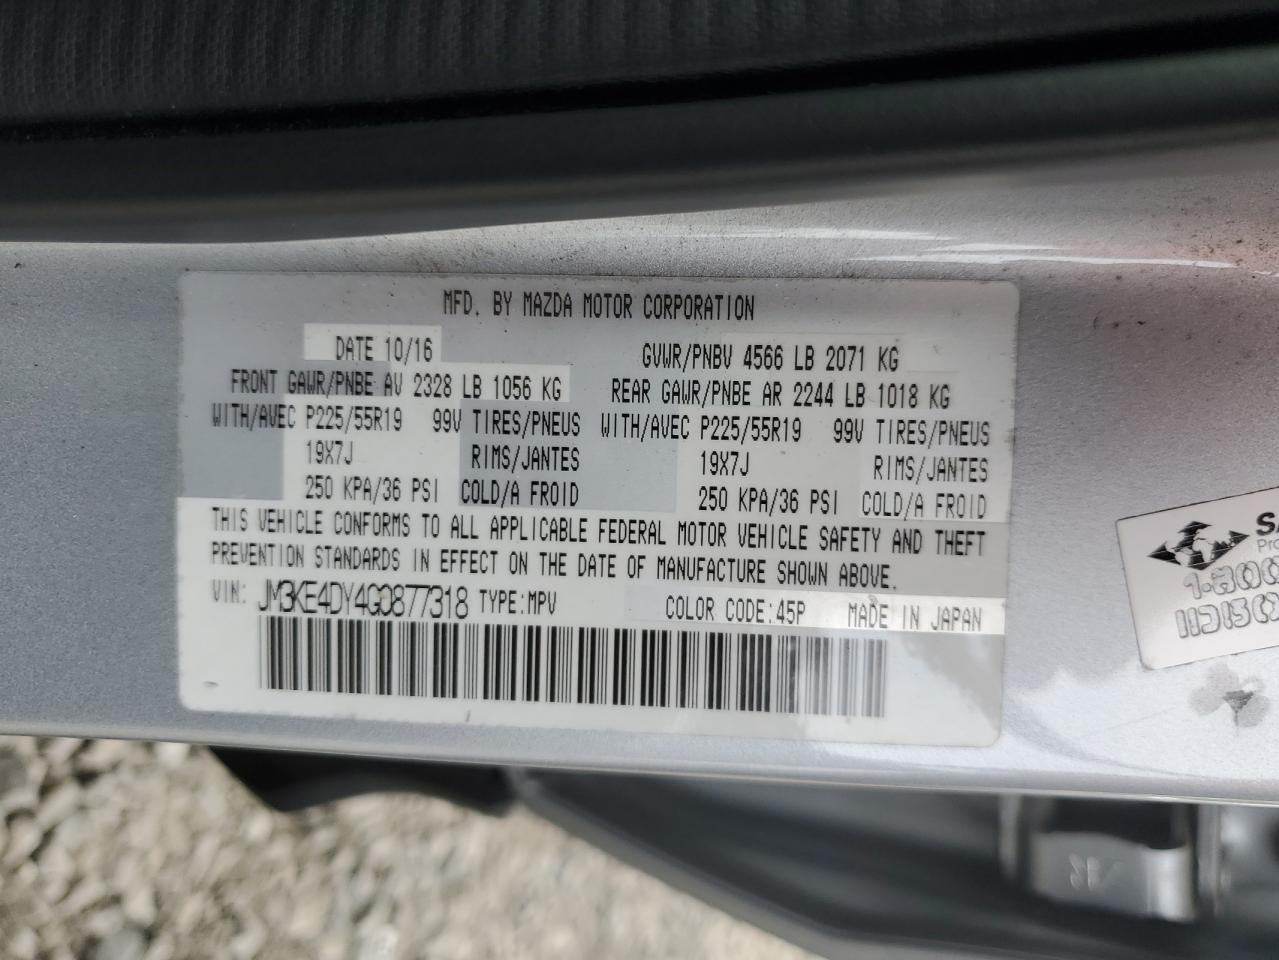 MFD. BY MAZDA MOTOR CORPORATION
DATE 10/16 GVWR/PNBV 4566 LB 2071 KG
FRONT GAWR/PNBE AV 2328 LB 1056 KG REAR GAWR/PNBE AR 2244 LB 1018 KG
WITH/AVEC P225/55R19 99V TIRES/PNEUS WITH/AVEC P225/55R19 99V TIRES/PNEUS
19X7J RIMS/JANTES 19X7J RIMS/JANTES
250 KPA/36 PSI COLD/A FROID 250 KPA/36 PSI COLD/A FROID
THIS VEHICLE CONFORMS TO ALL APPLICABLE FEDERAL MOTOR VEHICLE SAFETY AND THEFT
PREVENTION STANDARDS IN EFFECT ON THE DATE OF MANUFACTURE SHOWN ABOVE.
VIN: JM3KE4DY4G0877318 TYPE:MPV COLOR CODE:45P MADE IN JAPAN